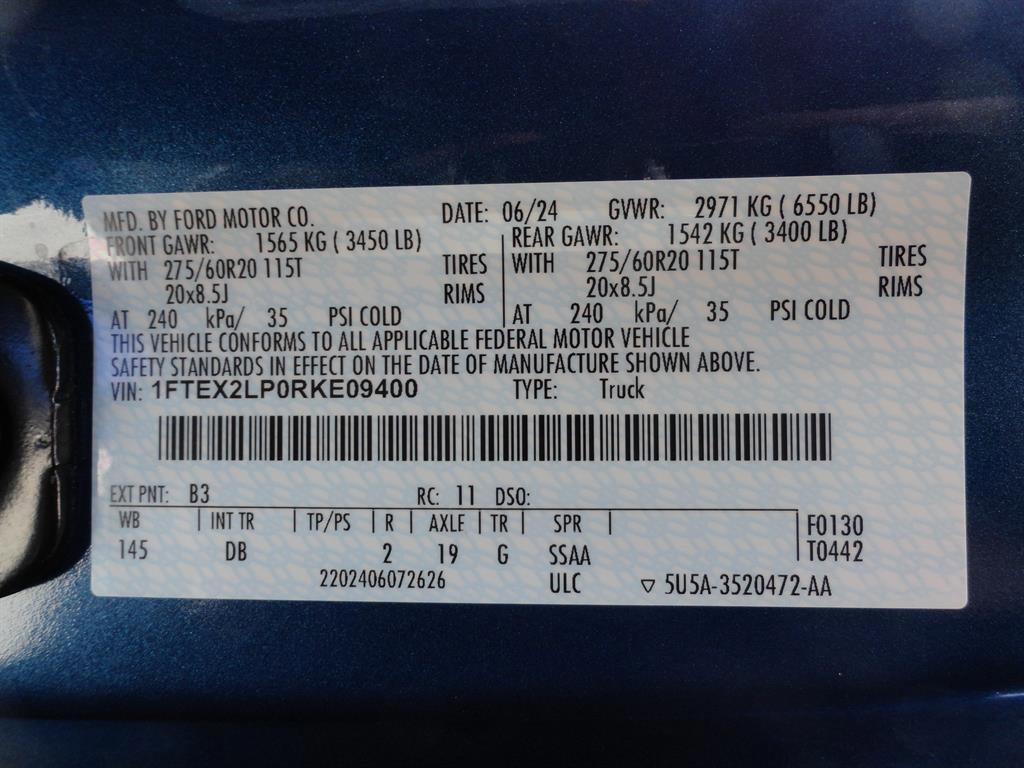 MFD. BY FORD MOTOR CO. DATE: 06/24 GVWR: 2971 KG ( 6550 LB)
FRONT GAWR: 1565 KG ( 3450 LB) REAR GAWR: 1542 KG ( 3400 LB)
WITH 275/60R20 115T TIRES WITH 275/60R20 115T TIRES
20x8.5J RIMS 20x8.5J RIMS
AT 240 kPa/ 35 PSI COLD AT 240 kPa/ 35 PSI COLD
THIS VEHICLE CONFORMS TO ALL APPLICABLE FEDERAL MOTOR VEHICLE
SAFETY STANDARDS IN EFFECT ON THE DATE OF MANUFACTURE SHOWN ABOVE.
VIN: 1FTEX2LP0RKE09400 TYPE: Truck
EXT PNT: B3 RC: 11 DSO:
WB INT TR TP/PS R AXLE TR SPR F0130
145 DB 2 19 G SSAA T0442
2202406072626 ULC ▽ 5U5A-3520472-AA